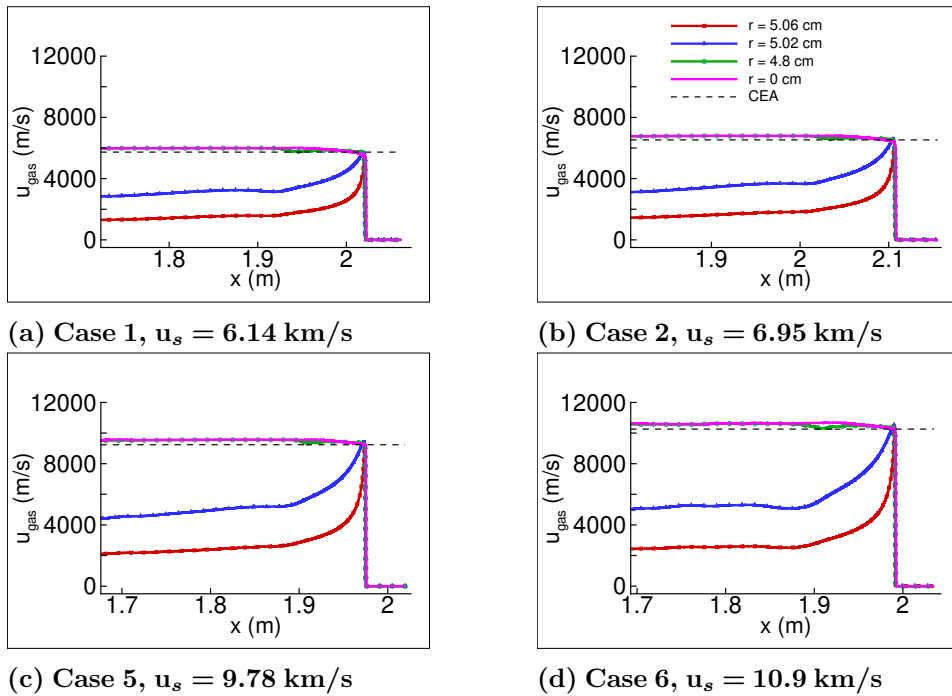 12000
8000
4000
0
u_gas (m/s)
1.8
1.9
2
x (m)
(a) Case 1, u_s = 6.14 km/s
r = 5.06 cm
r = 5.02 cm
r = 4.8 cm
r = 0 cm
CEA
12000
8000
4000
0
u_gas (m/s)
1.9
2
2.1
x (m)
(b) Case 2, u_s = 6.95 km/s
12000
8000
4000
0
u_gas (m/s)
1.7
1.8
1.9
2
x (m)
(c) Case 5, u_s = 9.78 km/s
12000
8000
4000
0
u_gas (m/s)
1.7
1.8
1.9
2
x (m)
(d) Case 6, u_s = 10.9 km/s